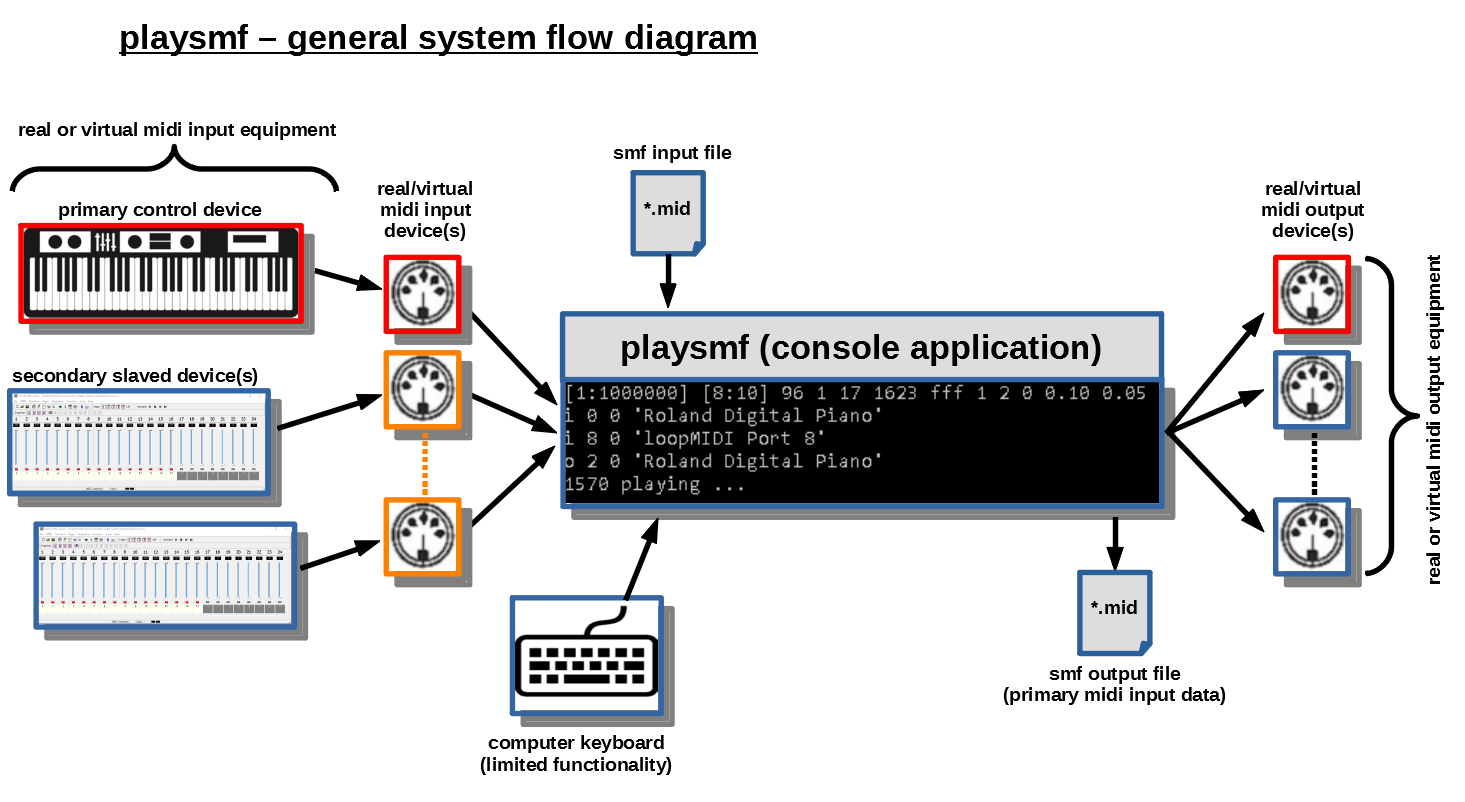 playsmf – general system flow diagram
real or virtual midi input equipment
primary control device
secondary slaved device(s)
real/virtual
midi input
device(s)
smf input file
*.mid
playsmf (console application)
[1:1000000] [8:10] 96 1 17 1623 fff 1 2 0 0.10 0.05
i 0 0 'Roland Digital Piano'
i 8 0 'loopMIDI Port 8'
o 2 0 'Roland Digital Piano'
1570 playing ...
computer keyboard
(limited functionality)
*.mid
smf output file
(primary midi input data)
real/virtual
midi output
device(s)
real or virtual midi output equipment